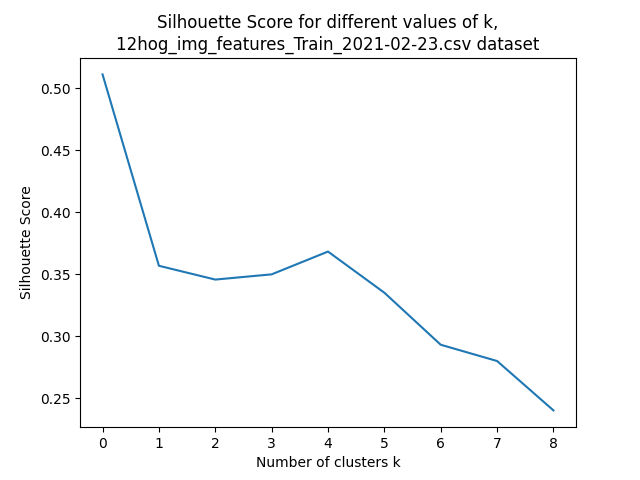 Silhouette Score for different values of k,
12hog_img_features_Train_2021-02-23.csv dataset
0.50
0.45
0.40
0.35
0.30
0.25
Silhouette Score
0 1 2 3 4 5 6 7 8
Number of clusters k